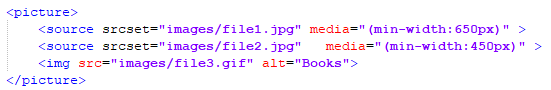 <picture>
    <source srcset="images/file1.jpg" media="(min-width:650px)" >
    <source srcset="images/file2.jpg"   media="(min-width:450px)" >
    <img src="images/file3.gif" alt="Books">
</picture>